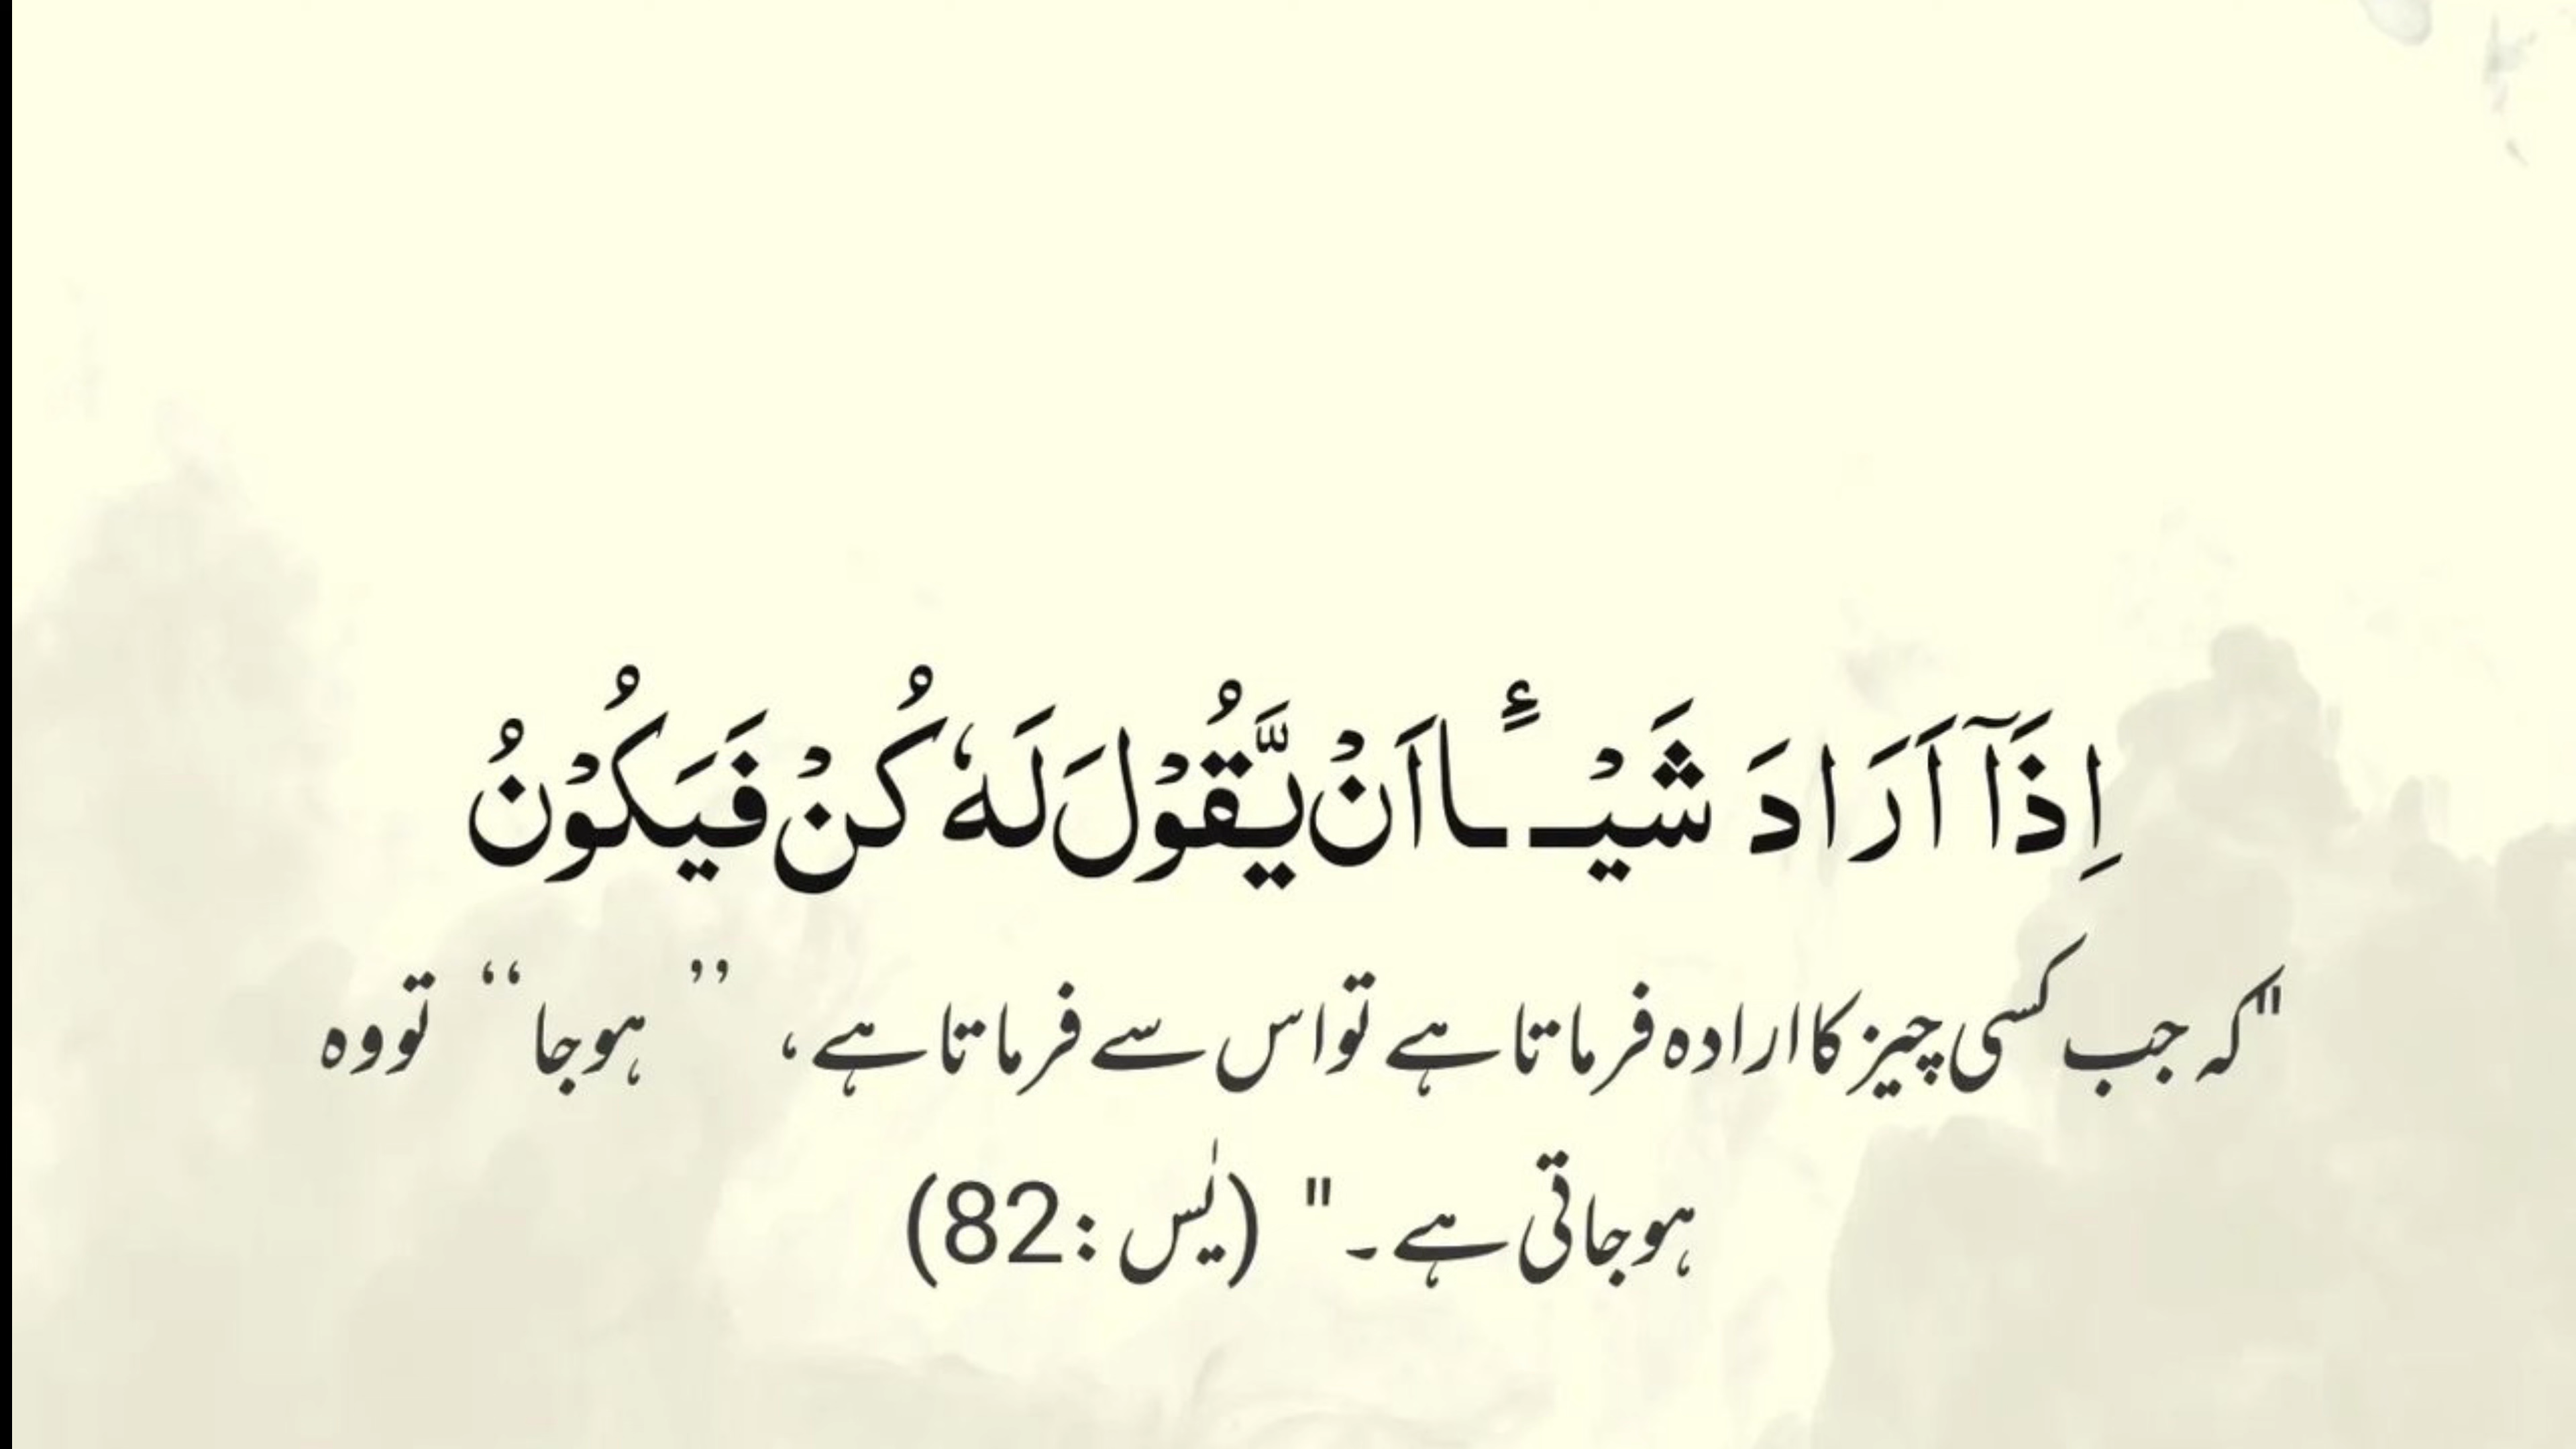 اِذَاۤ اَرَادَ شَیْــٴًـا اَنْ یَّقُوْلَ لَهٗ كُنْ فَیَكُوْنُ
"کہ جب کسی چیز کا ارادہ فرماتا ہے تو اس سے فرماتا ہے، ’’ ہو جا‘‘ تو وہ
ہو جاتی ہے۔" (یٰس :82)